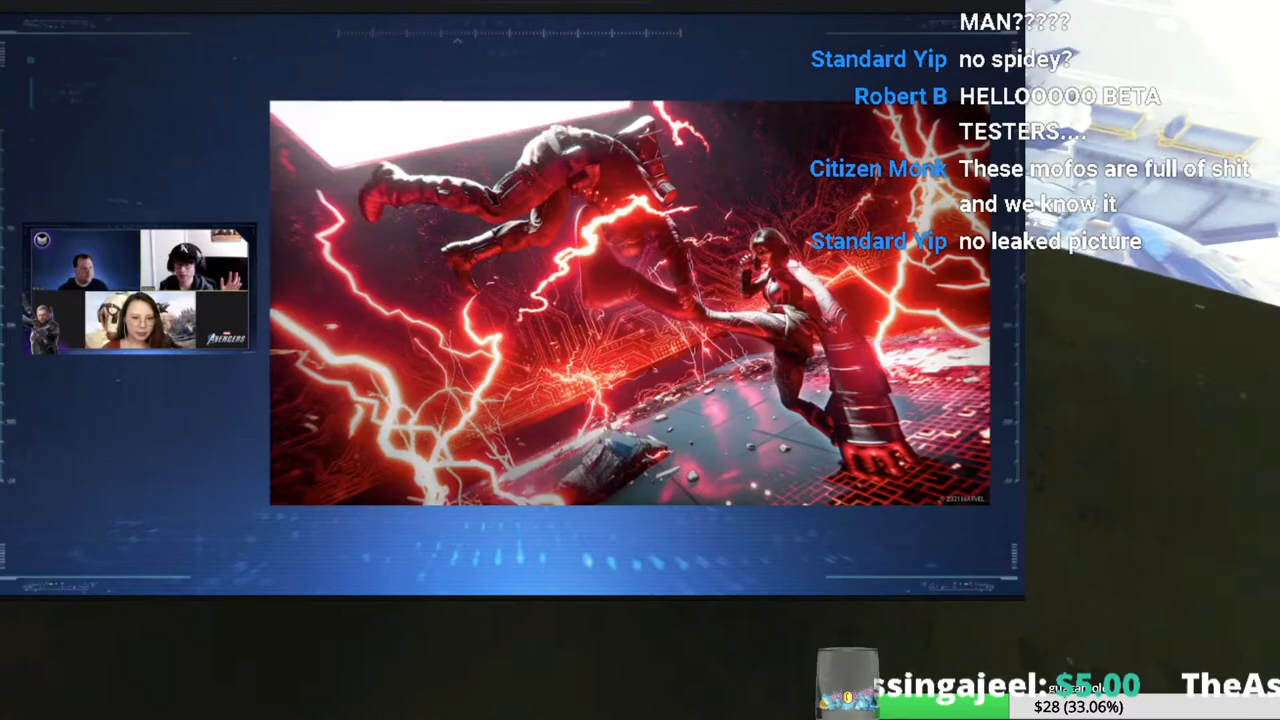 MAN?????
Standard Yip no spidey?
Robert B HELLOOOOO BETA
TESTERS....
Citizen Monk These mofos are full of shit
and we know it
Standard Yip no leaked picture
MARVEL
AVENGERS
© 2021 MARVEL
ssingajeel: $5.00 TheAs
$28 (33.06%)